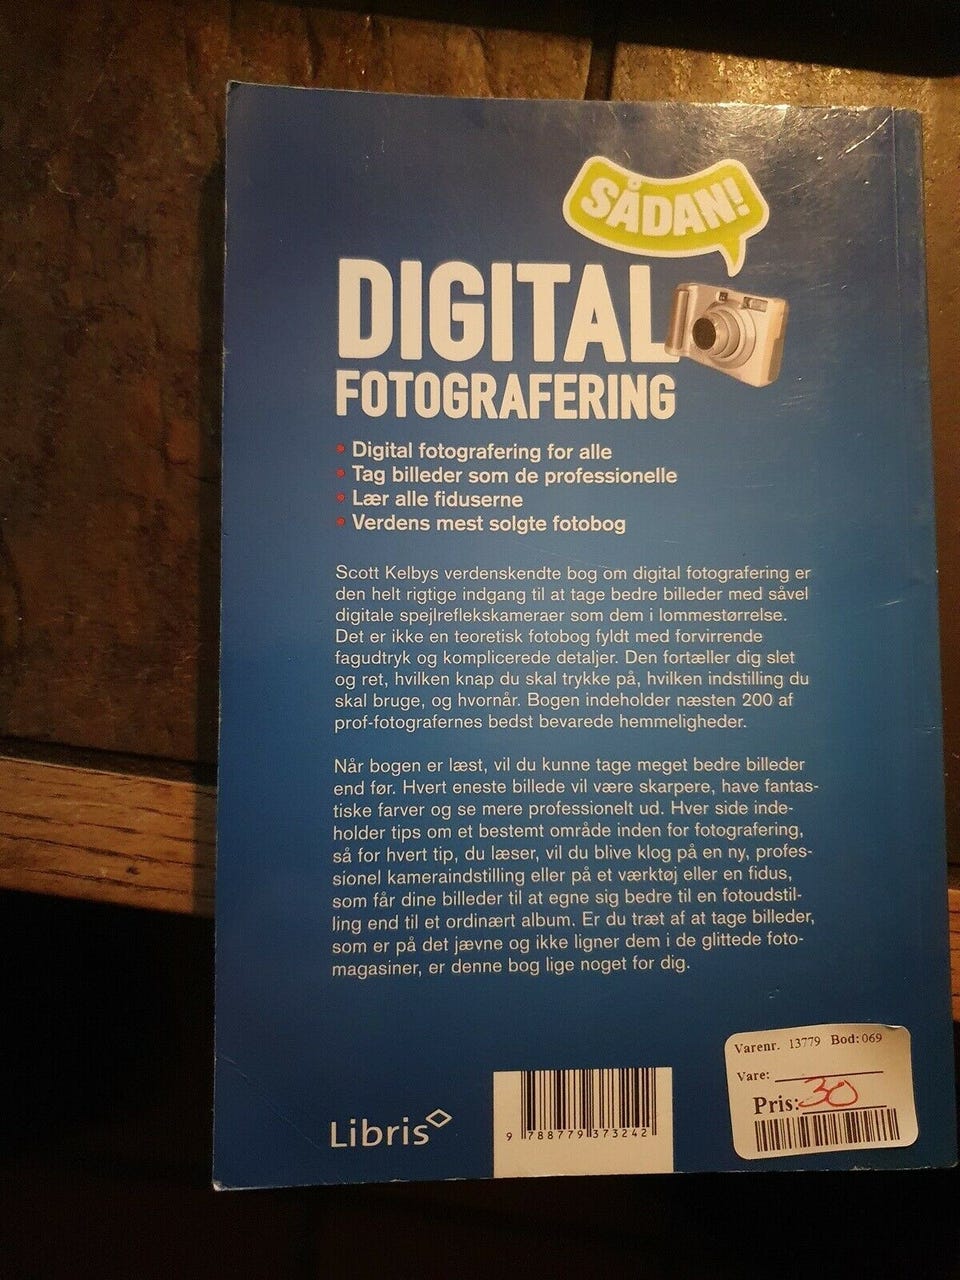 SÅDAN!
DIGITAL
FOTOGRAFERING
• Digital fotografering for alle
• Tag billeder som de professionelle
• Lær alle fiduserne
• Verdens mest solgte fotobog
Scott Kelbys verdenskendte bog om digital fotografering er
den helt rigtige indgang til at tage bedre billeder med såvel
digitale spejlreflekskameraer som dem i lommestørrelse.
Det er ikke en teoretisk fotobog fyldt med forvirrende
fagudtryk og komplicerede detaljer. Den fortæller dig slet
og ret, hvilken knap du skal trykke på, hvilken indstilling du
skal bruge, og hvornår. Bogen indeholder næsten 200 af
prof-fotografernes bedst bevarede hemmeligheder.
Når bogen er læst, vil du kunne tage meget bedre billeder
end før. Hvert eneste billede vil være skarpere, have fantas-
tiske farver og se mere professionelt ud. Hver side inde-
holder tips om et bestemt område inden for fotografering,
så for hvert tip, du læser, vil du blive klog på en ny, profes-
sionel kameraindstilling eller på et værktøj eller en fidus,
som får dine billeder til at egne sig bedre til en fotoudstil-
ling end til et ordinært album. Er du træt af at tage billeder,
som er på det jævne og ikke ligner dem i de glittede foto-
magasiner, er denne bog lige noget for dig.
Varenr. 13779 Bod: 069
Vare:
Pris: 30
Libris
9 788779 373242